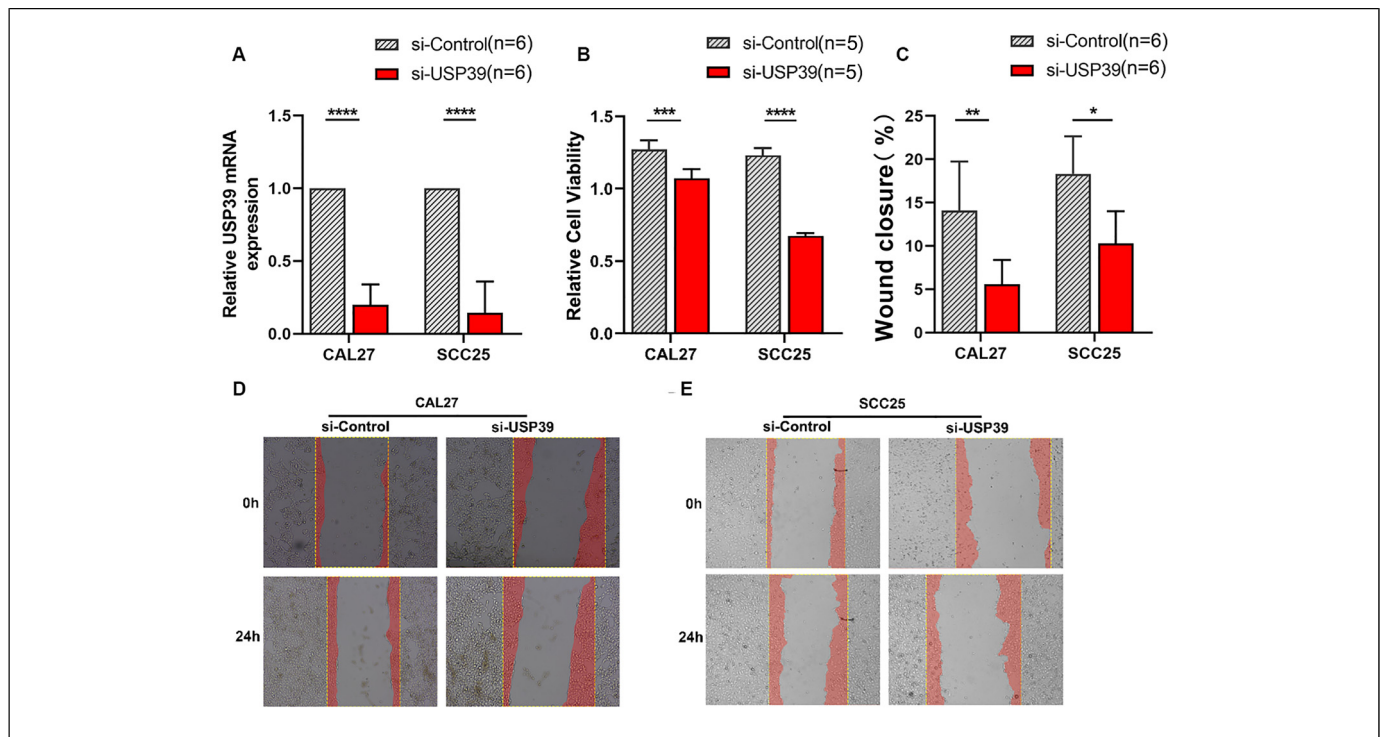 A
si-Control(n=6)
si-USP39(n=6)
Relative USP39 mRNA
expression
1.5
1.0
0.5
0.0
****
****
CAL27
SCC25
B
si-Control(n=5)
si-USP39(n=5)
Relative Cell Viability
1.5
1.0
0.5
0.0
***
****
CAL27
SCC25
C
si-Control(n=6)
si-USP39(n=6)
Wound closure( %)
25
20
15
10
5
0
**
*
CAL27
SCC25
D
CAL27
si-Control
si-USP39
0h
24h
E
SCC25
si-Control
si-USP39
0h
24h